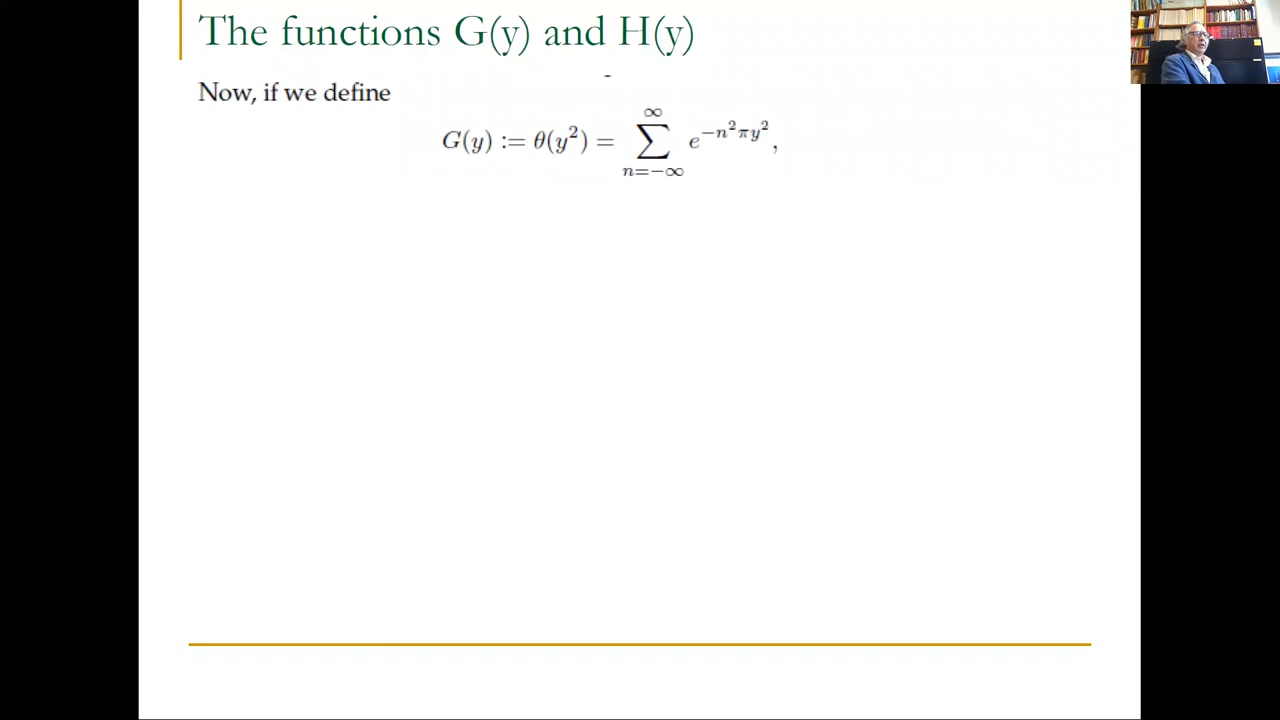 The functions G(y) and H(y)
Now, if we define
G(y) := θ(y²) = ∑_{n=−∞}^{∞} e^{−n²πy²},